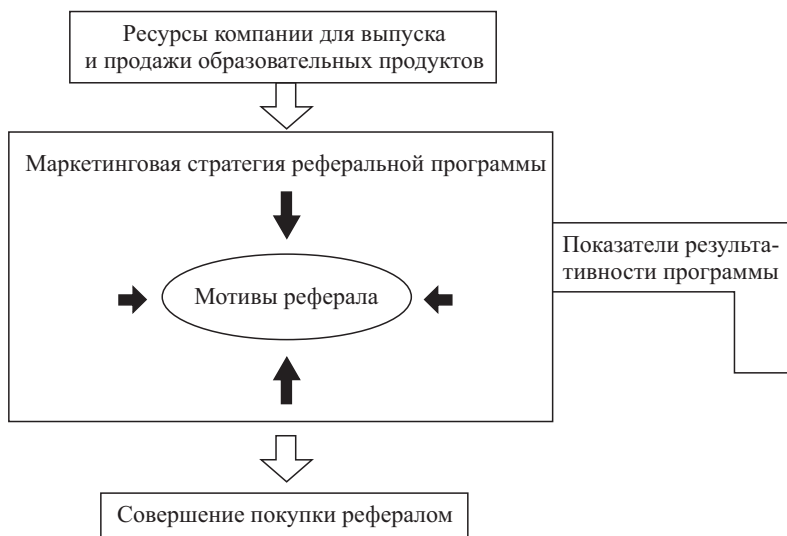 Ресурсы компании для выпуска
и продажи образовательных продуктов
Маркетинговая стратегия реферальной программы
Мотивы реферала
Показатели результа-
тивности программы
Совершение покупки рефералом